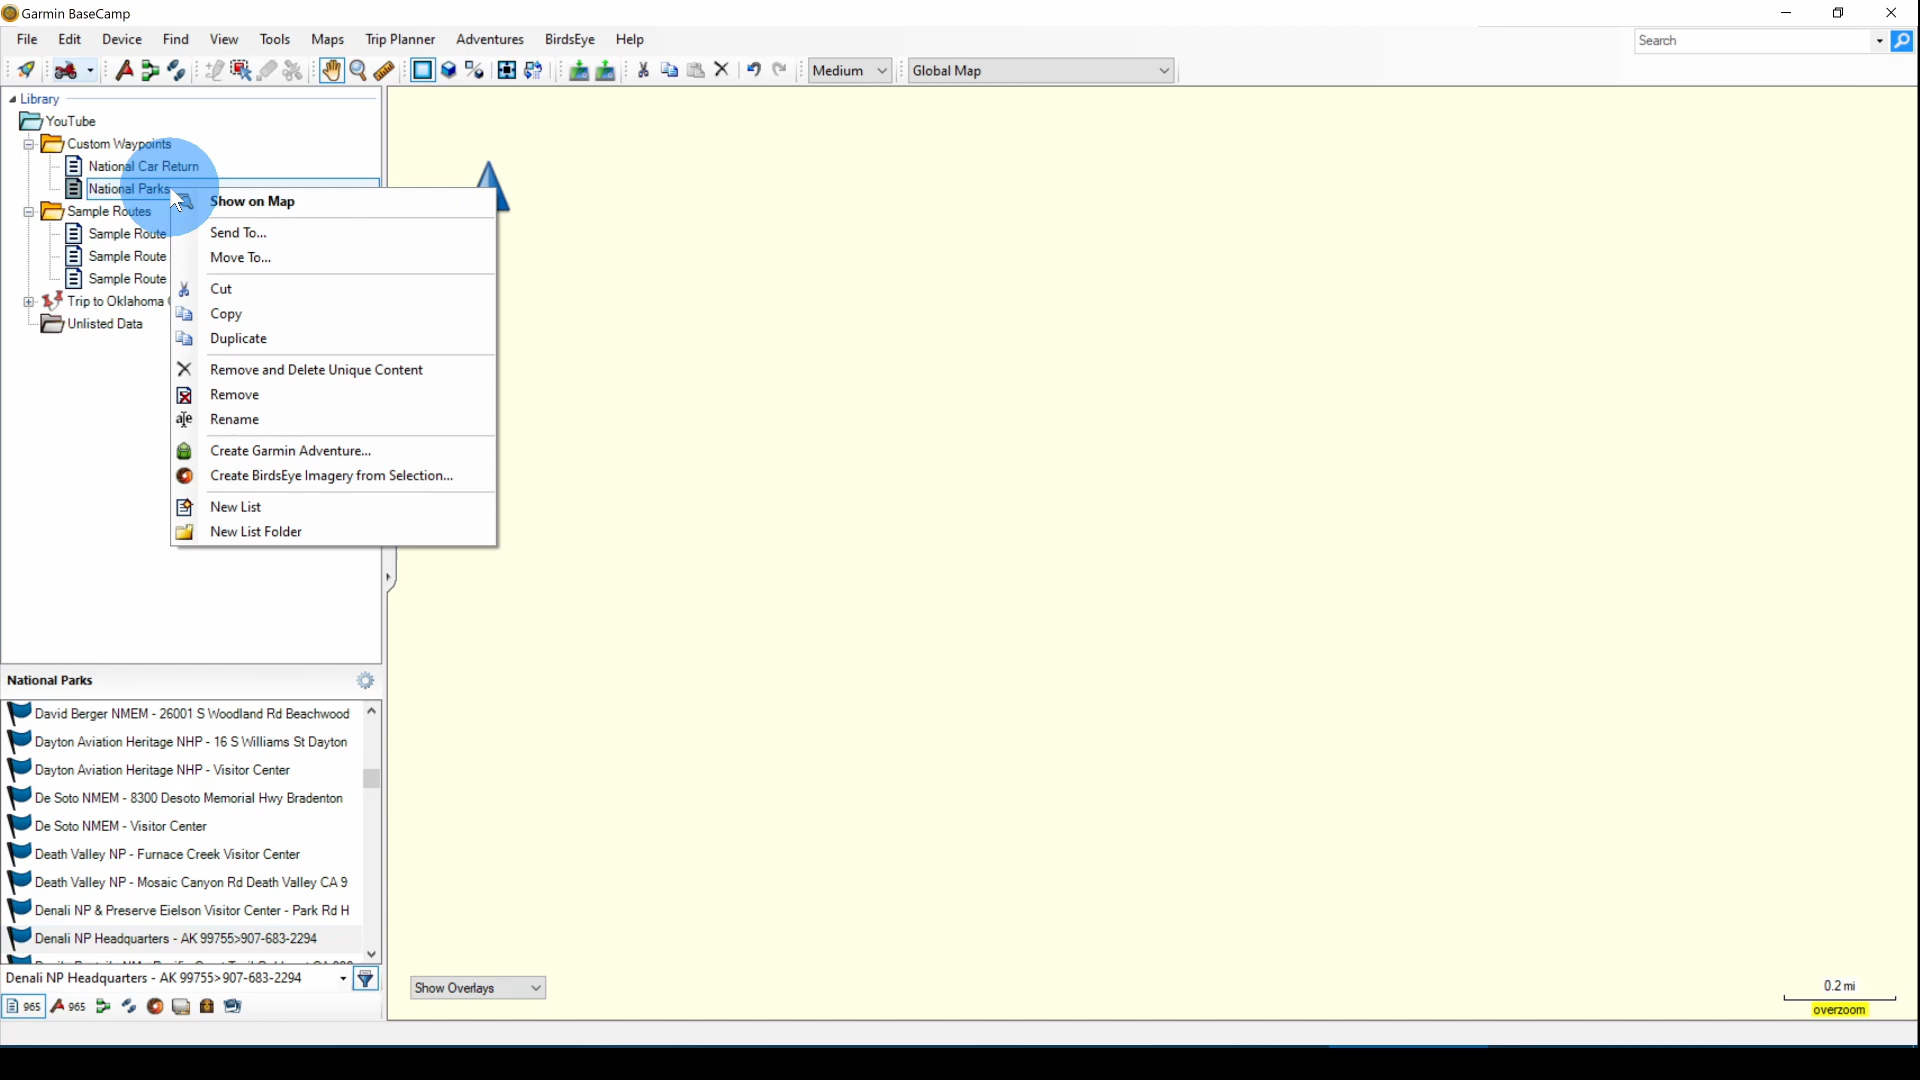 Garmin BaseCamp
File Edit Device Find View Tools Maps Trip Planner Adventures BirdsEye Help
Search
Medium
Global Map
Library
YouTube
Custom Waypoints
National Car Return
National Parks
Sample Routes
Sample Route
Sample Route
Sample Route
Trip to Oklahoma
Unlisted Data
Show on Map
Send To...
Move To...
Cut
Copy
Duplicate
Remove and Delete Unique Content
Remove
Rename
Create Garmin Adventure...
Create BirdsEye Imagery from Selection...
New List
New List Folder
National Parks
David Berger NMEM - 26001 S Woodland Rd Beachwood
Dayton Aviation Heritage NHP - 16 S Williams St Dayton
Dayton Aviation Heritage NHP - Visitor Center
De Soto NMEM - 8300 Desoto Memorial Hwy Bradenton
De Soto NMEM - Visitor Center
Death Valley NP - Furnace Creek Visitor Center
Death Valley NP - Mosaic Canyon Rd Death Valley CA 9
Denali NP & Preserve Eielson Visitor Center - Park Rd H
Denali NP Headquarters - AK 99755>907-683-2294
Denali NP Headquarters - AK 99755>907-683-2294
965 965
Show Overlays
0.2 mi
overzoom